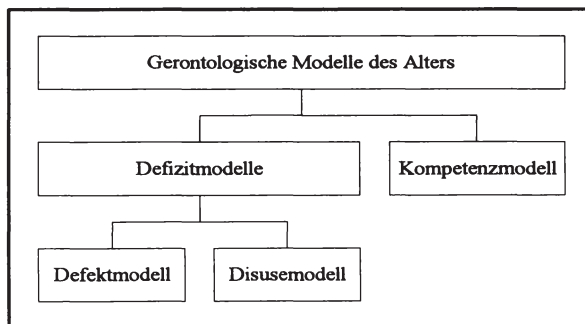 Gerontologische Modelle des Alters
Defizitmodelle
Kompetenzmodell
Defektmodell
Disusemodell